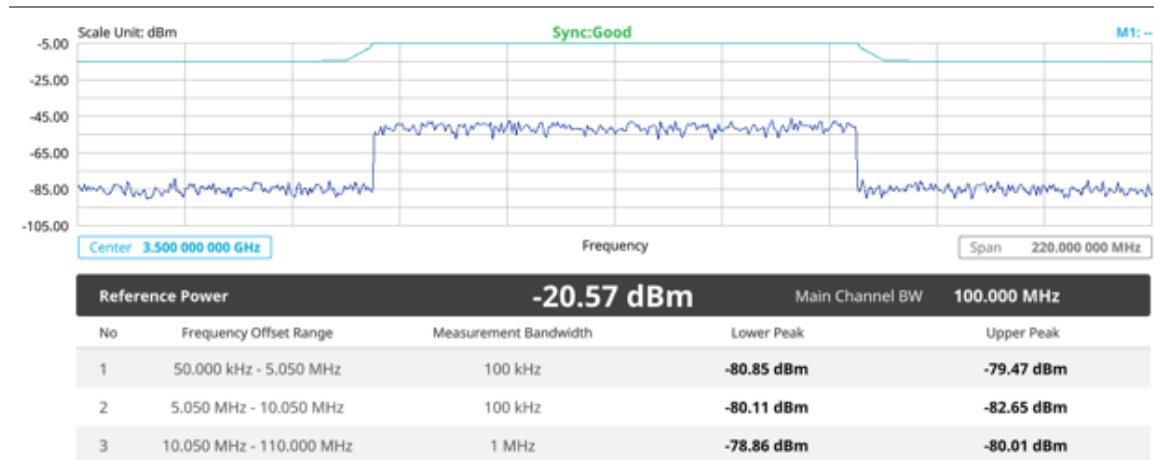 Scale Unit: dBm Sync:Good M1: --
-5.00
-25.00
-45.00
-65.00
-85.00
-105.00
Center 3.500 000 000 GHz Frequency Span 220.000 000 MHz
Reference Power -20.57 dBm Main Channel BW 100.000 MHz
No Frequency Offset Range Measurement Bandwidth Lower Peak Upper Peak
1 50.000 kHz - 5.050 MHz 100 kHz -80.85 dBm -79.47 dBm
2 5.050 MHz - 10.050 MHz 100 kHz -80.11 dBm -82.65 dBm
3 10.050 MHz - 110.000 MHz 1 MHz -78.86 dBm -80.01 dBm